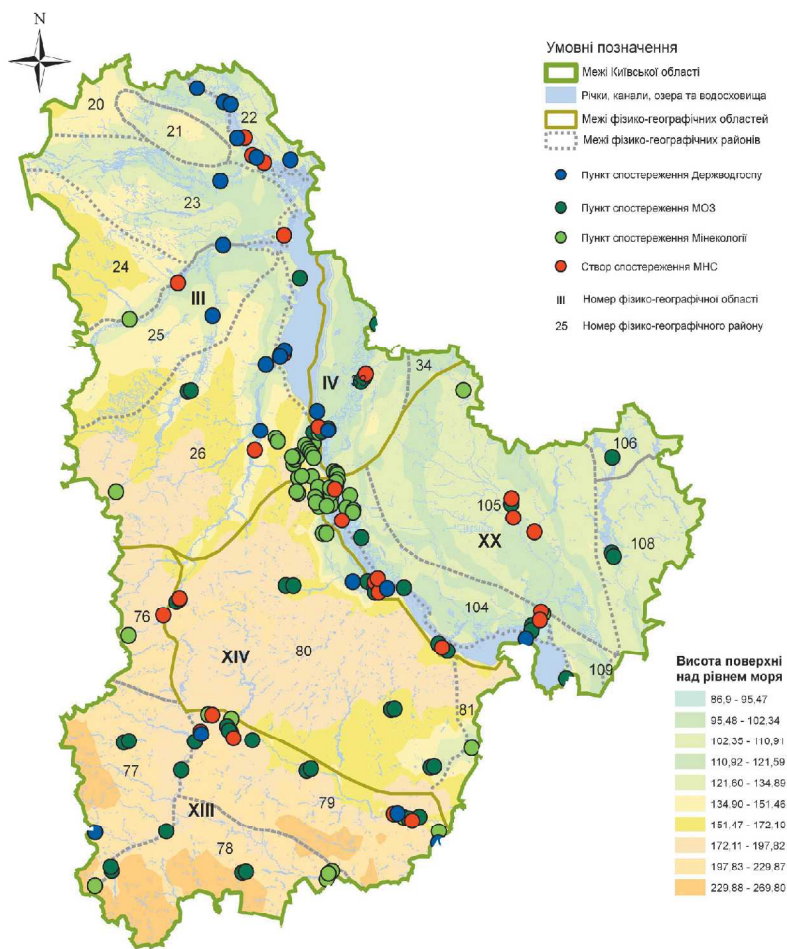 N
Умовні позначення
Межі Київської області
Річки, канали, озера та водосховища
Межі фізико-географічних областей
Межі фізико-географічних районів
Пункт спостереження Держводгоспу
Пункт спостереження МОЗ
Пункт спостереження Мінекології
Створ спостереження МНС
III Номер фізико-географічної області
25 Номер фізико-географічного району
20
21
22
23
24
III
25
34
IV
26
106
105
XX
108
76
104
80
XIV
109
81
77
79
XIII
78
Висота поверхні
над рівнем моря
86,9 - 95,47
95,48 - 102,34
102,35 - 110,91
110,92 - 121,59
121,60 - 134,89
134,90 - 151,46
151,47 - 172,10
172,11 - 197,82
197,83 - 229,87
229,88 - 269,80